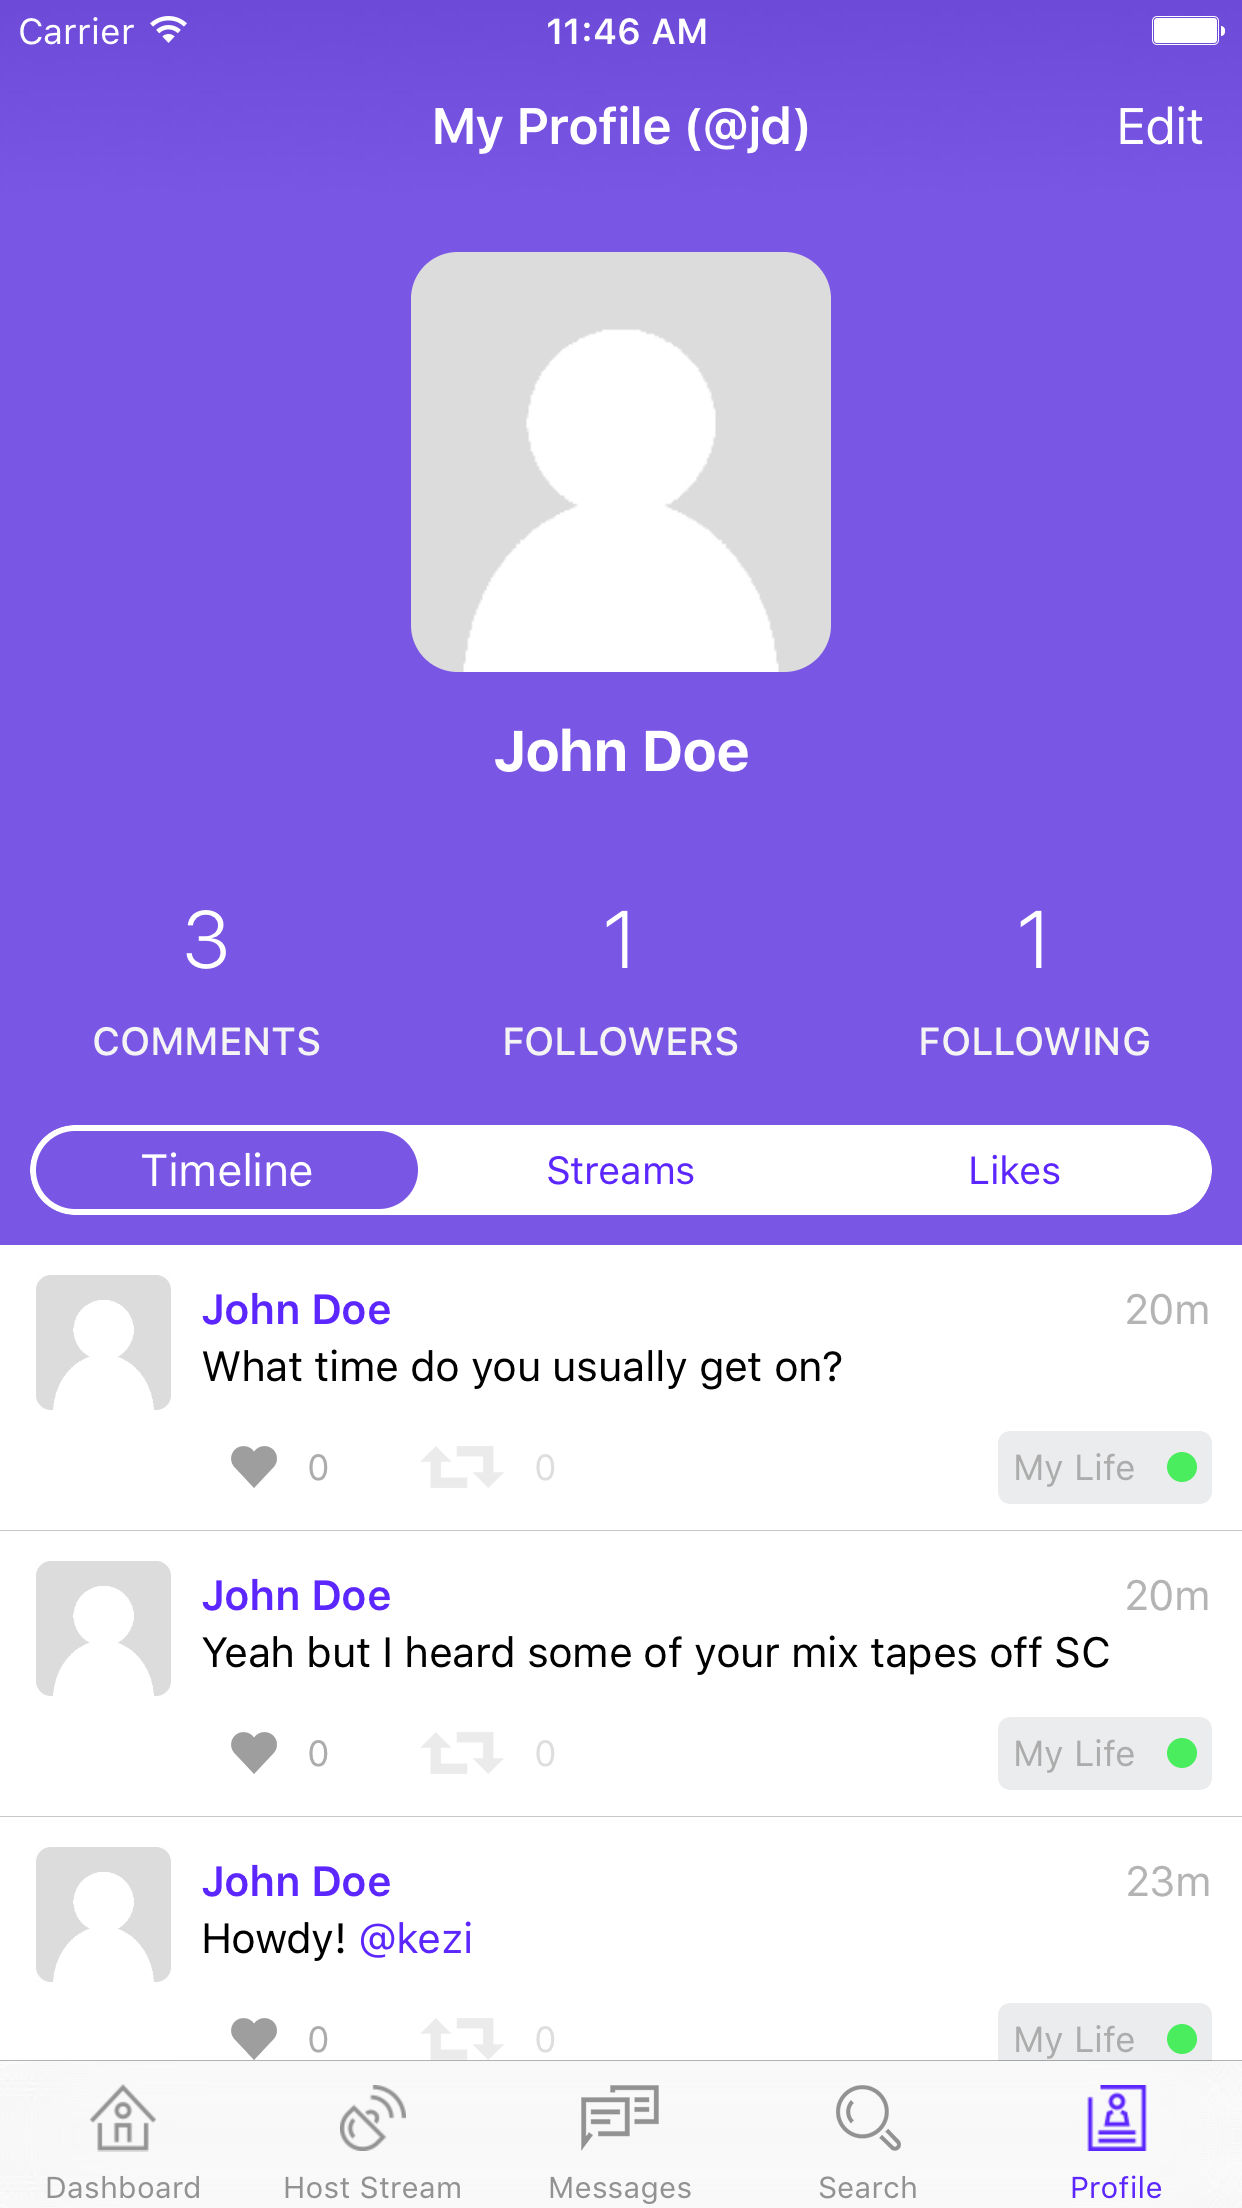 Carrier 11:46 AM
My Profile (@jd) Edit
John Doe
3 1 1
COMMENTS FOLLOWERS FOLLOWING
Timeline Streams Likes
John Doe 20m
What time do you usually get on?
0 0 My Life
John Doe 20m
Yeah but I heard some of your mix tapes off SC
0 0 My Life
John Doe 23m
Howdy! @kezi
0 0 My Life
Dashboard Host Stream Messages Search Profile